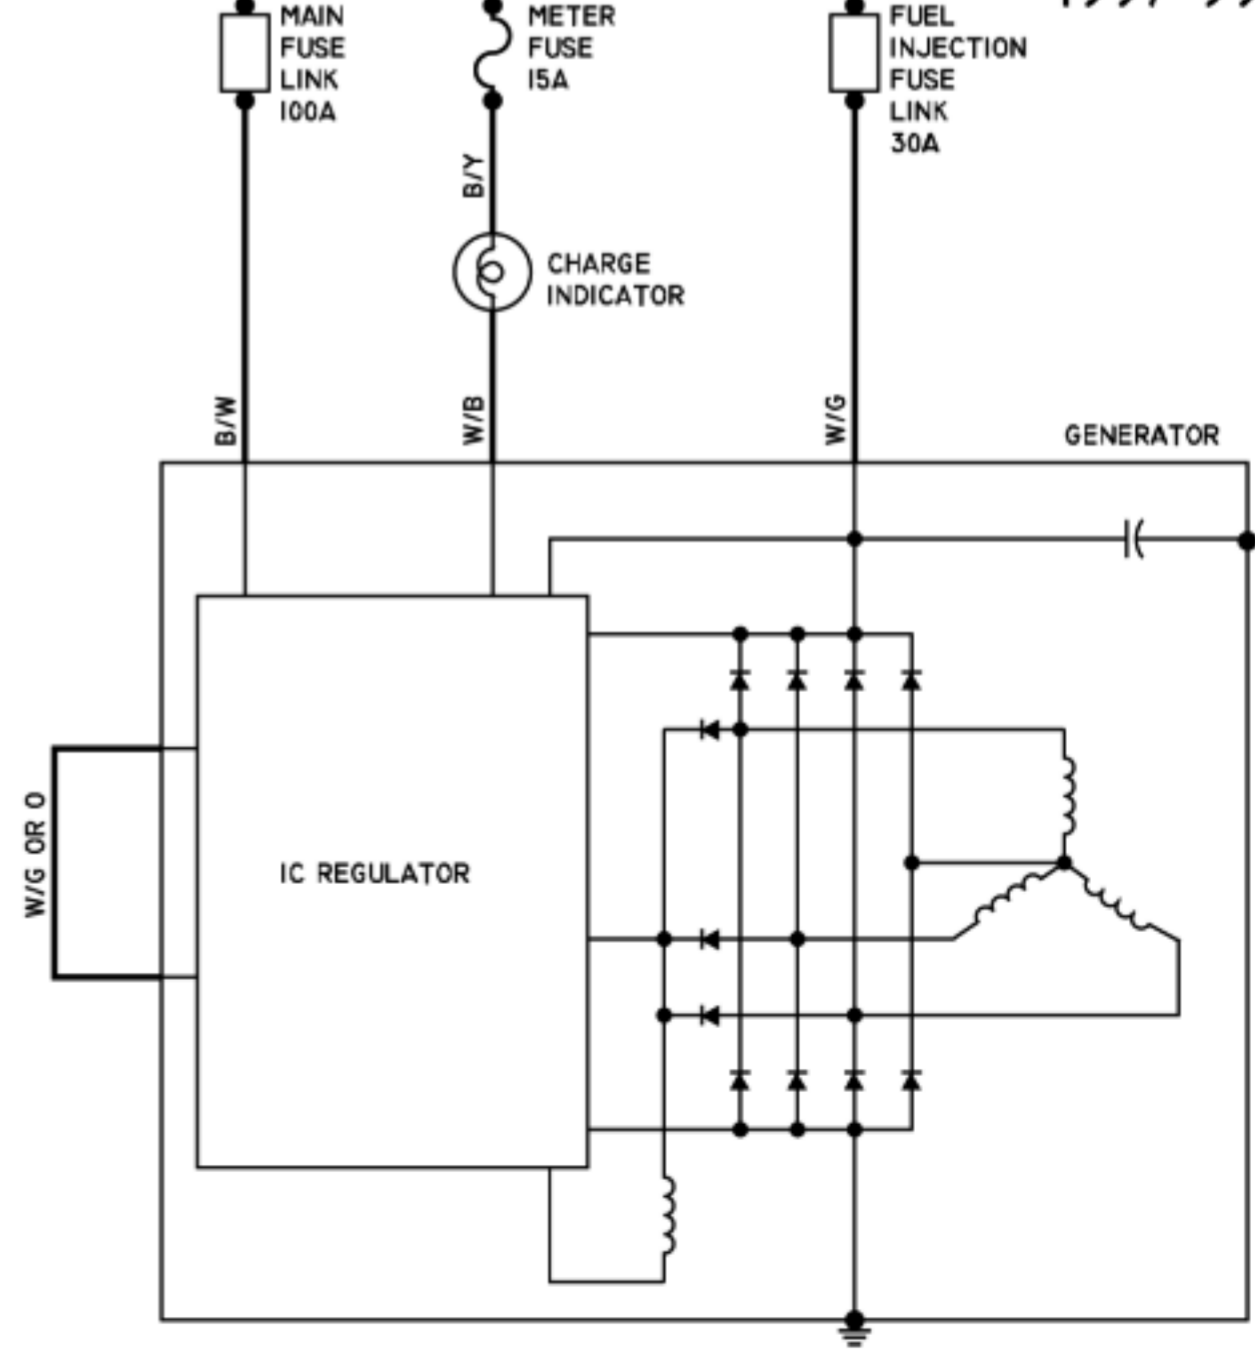 MAIN
FUSE
LINK
100A
METER
FUSE
15A
FUEL
INJECTION
FUSE
LINK
30A
B/Y
CHARGE
INDICATOR
B/W
W/B
W/G
GENERATOR
W/G OR O
IC REGULATOR